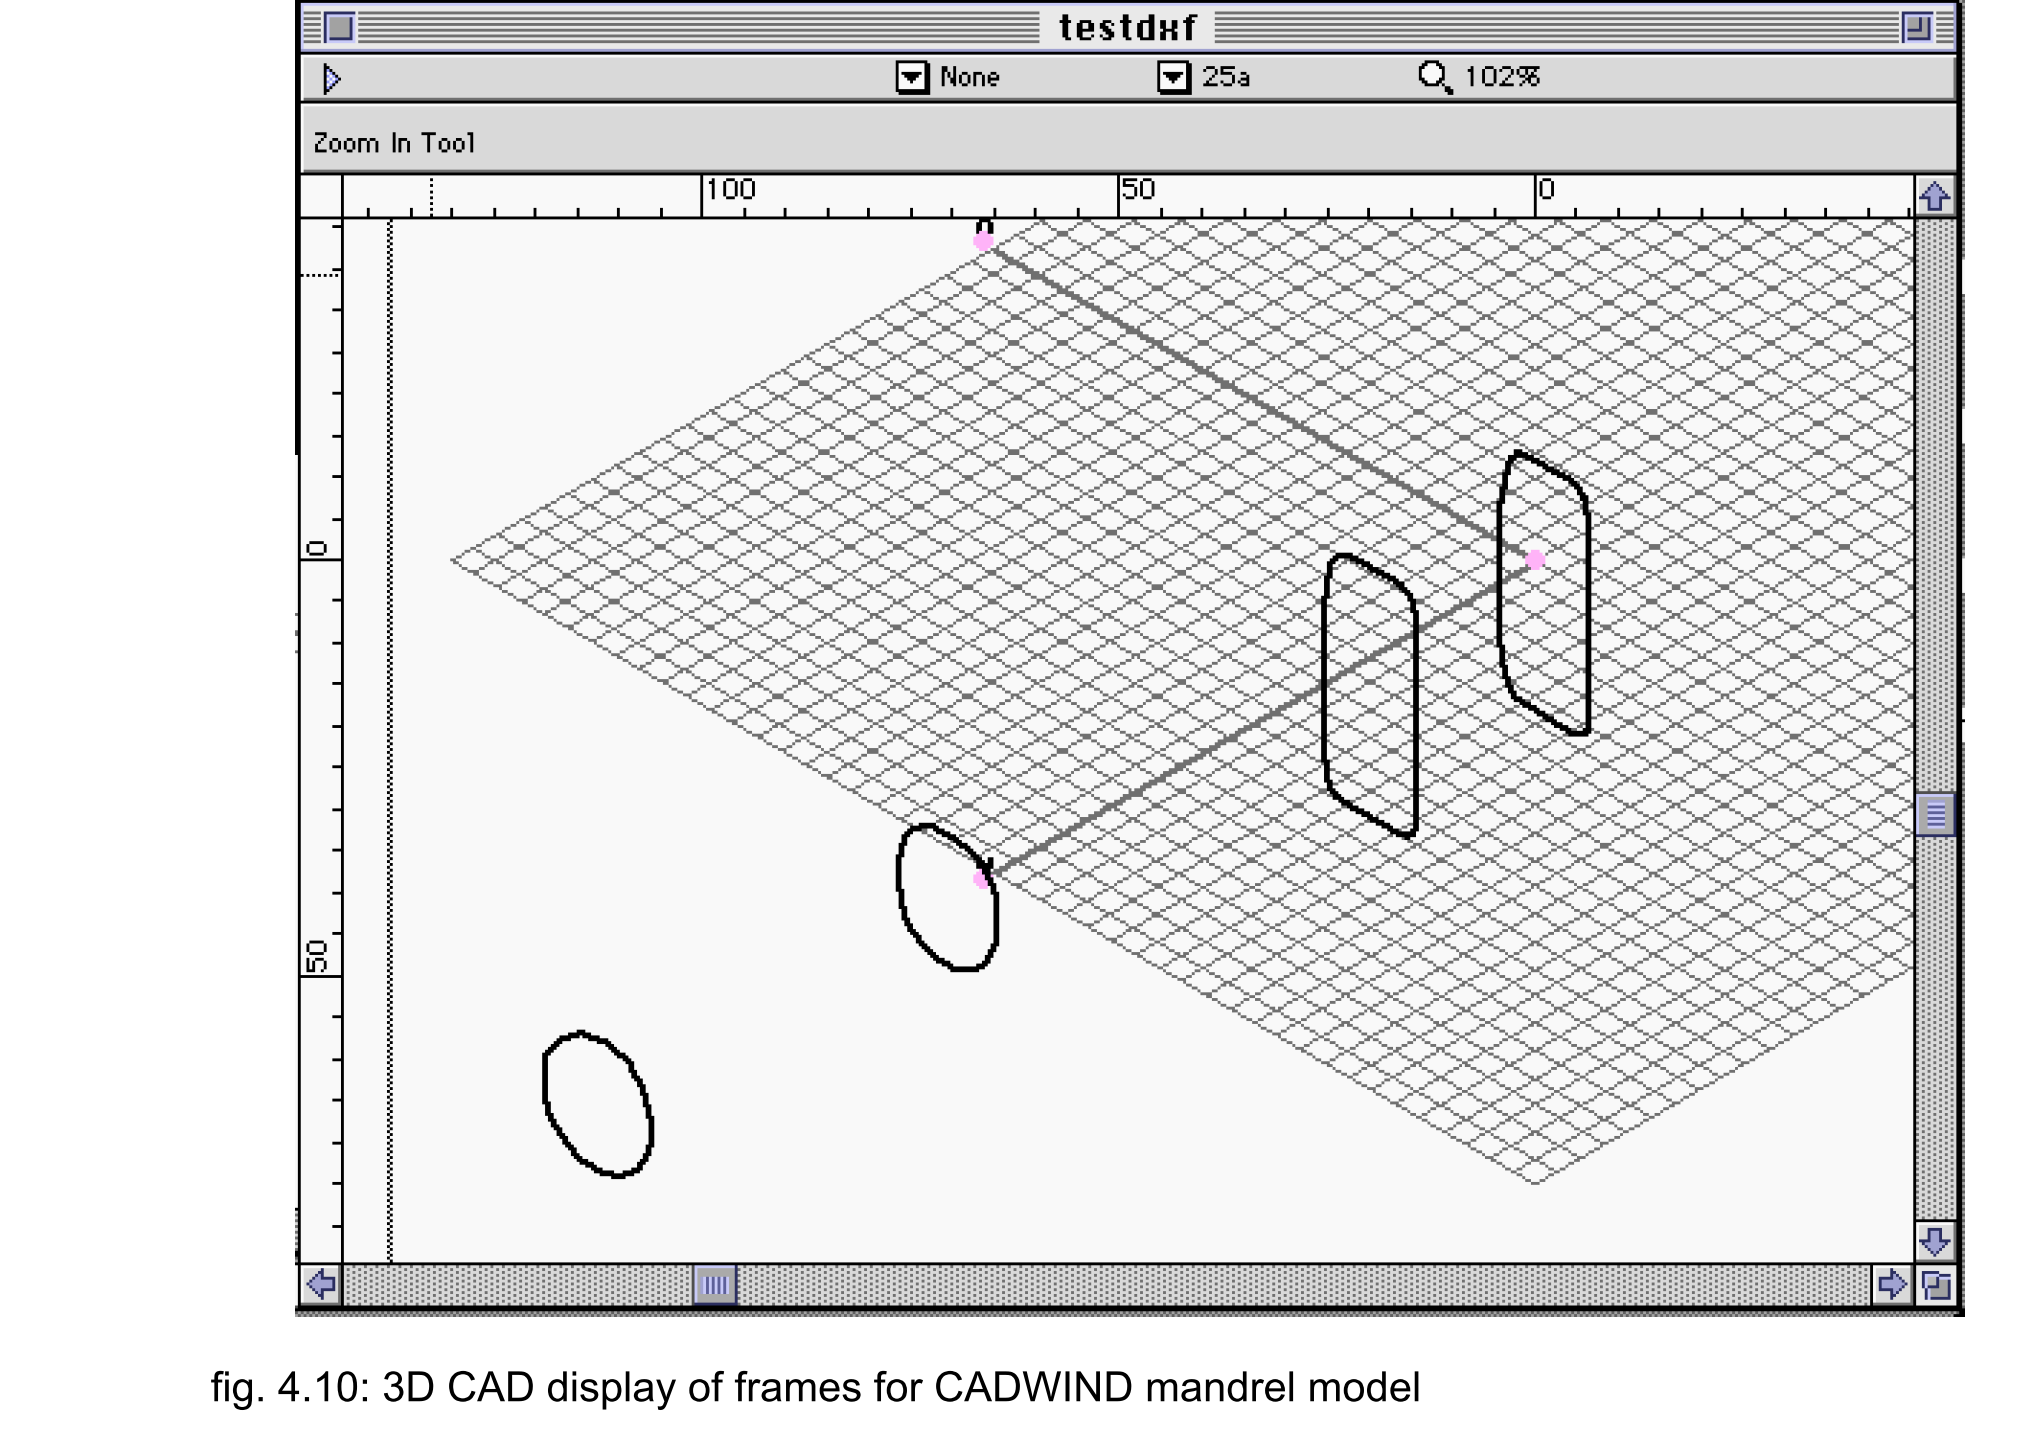 testdxf
None 25a 102%
Zoom In Tool
100 50 0
0
50
fig. 4.10: 3D CAD display of frames for CADWIND mandrel model